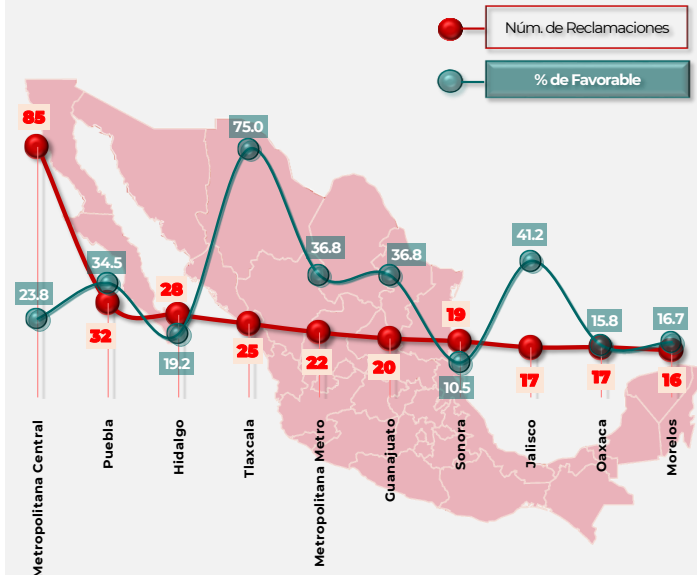 Núm. de Reclamaciones
% de Favorable
85
75.0
23.8
34.5
32
28
19.2
25
36.8
22
36.8
20
19
10.5
41.2
17
15.8
17
16.7
16
Metropolitana Central
Puebla
Hidalgo
Tlaxcala
Metropolitana Metro
Guanajuato
Sonora
Jalisco
Oaxaca
Morelos